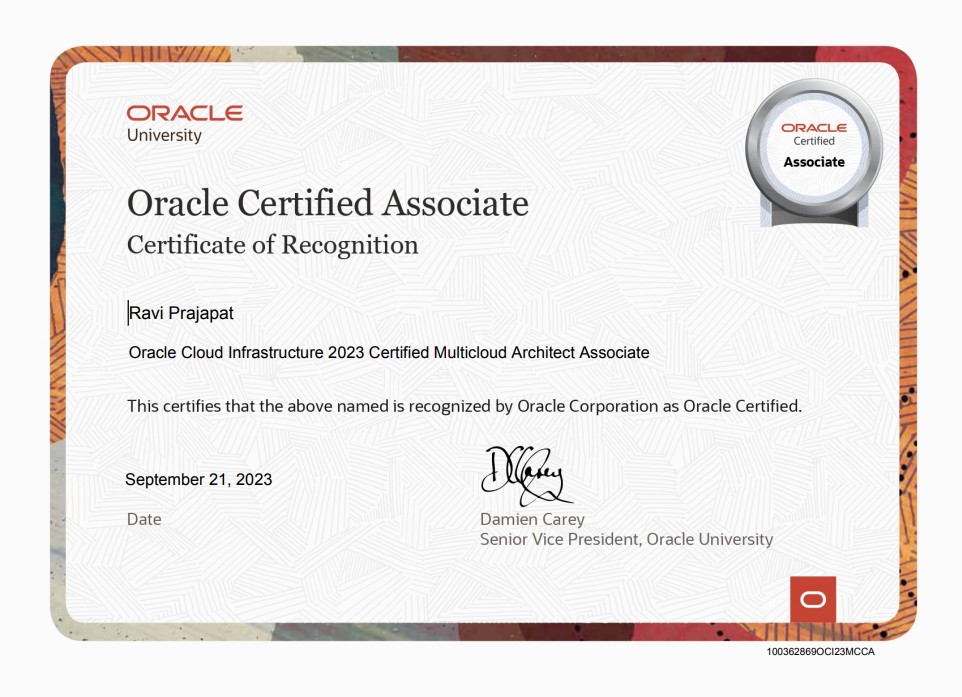 ORACLE
University
ORACLE
Certified
Associate
Oracle Certified Associate
Certificate of Recognition
Ravi Prajapat
Oracle Cloud Infrastructure 2023 Certified Multicloud Architect Associate
This certifies that the above named is recognized by Oracle Corporation as Oracle Certified.
September 21, 2023
Date
DCarey
Damien Carey
Senior Vice President, Oracle University
100362869OCI23MCCA